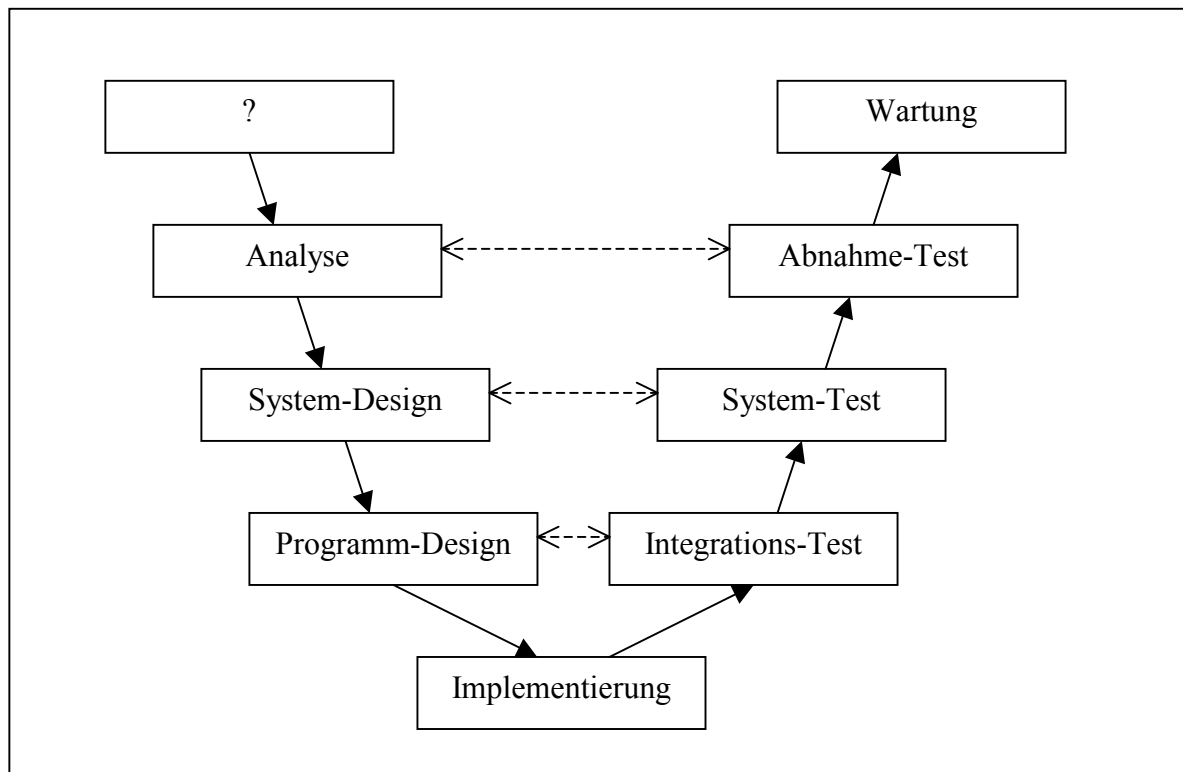 ?
Wartung
Analyse
Abnahme-Test
System-Design
System-Test
Programm-Design
Integrations-Test
Implementierung